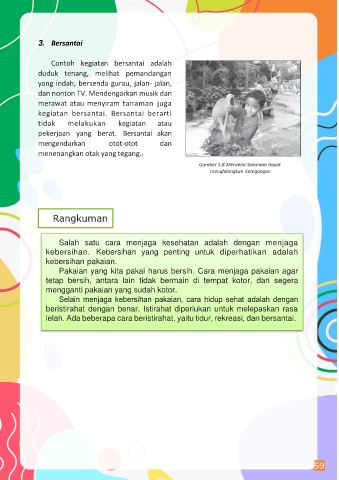 3. Bersantai
Contoh kegiatan bersantai adalah
duduk tenang, melihat pemandangan
yang indah, bersenda gurau, jalan- jalan,
dan nonton TV. Mendengarkan musik dan
merawat atau menyiram tanaman juga
kegiatan bersantai. Bersantai berarti
tidak melakukan kegiatan atau
pekerjaan yang berat. Bersantai akan
mengendurkan otot-otot dan
menenangkan otak yang tegang.
Gambar 5.8 Merawat tanaman dapat
menghilangkan ketegangan
Rangkuman
Salah satu cara menjaga kesehatan adalah dengan menjaga
kebersihan. Kebersihan yang penting untuk diperhatikan adalah
kebersihan pakaian.
Pakaian yang kita pakai harus bersih. Cara menjaga pakaian agar
tetap bersih, antara lain tidak bermain di tempat kotor, dan segera
mengganti pakaian yang sudah kotor.
Selain menjaga kebersihan pakaian, cara hidup sehat adalah dengan
beristirahat dengan benar. Istirahat diperlukan untuk melepaskan rasa
lelah. Ada beberapa cara beristirahat, yaitu tidur, rekreasi, dan bersantai.
59